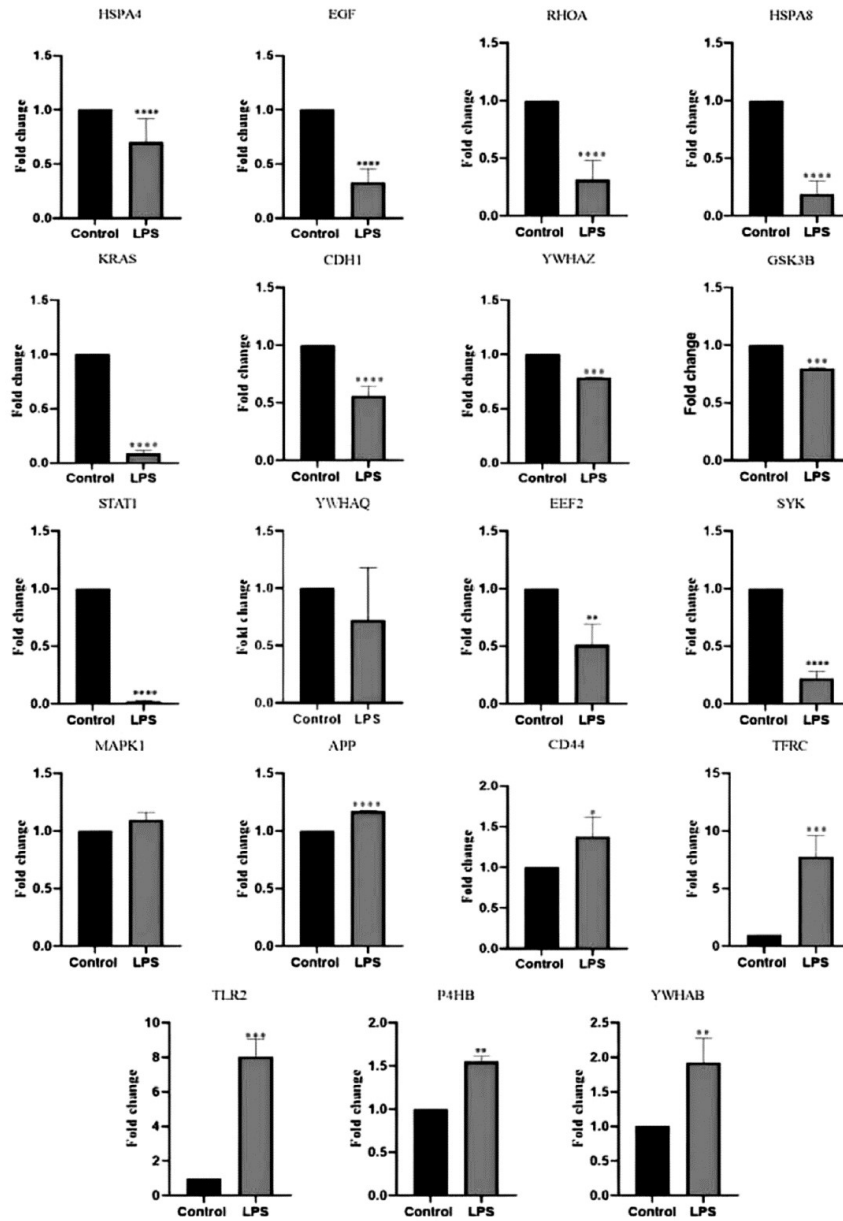 HSPA4 EGF RHOA HSPA8
Fold change 1.5 1.0 0.5 0.0 **** Control LPS
Fold change 1.5 1.0 0.5 0.0 **** Control LPS
Fold change 1.5 1.0 0.5 0.0 **** Control LPS
Fold change 1.5 1.0 0.5 0.0 **** Control LPS
KRAS CDH1 YWHAZ GSK3B
Fold change 1.5 1.0 0.5 0.0 **** Control LPS
Fold change 1.5 1.0 0.5 0.0 **** Control LPS
Fold change 1.5 1.0 0.5 0.0 *** Control LPS
Fold change 1.5 1.0 0.5 0.0 *** Control LPS
STAT1 YWHAQ EEF2 SYK
Fold change 1.5 1.0 0.5 0.0 **** Control LPS
Fokl change 1.5 1.0 0.5 0.0 Control LPS
Fold change 1.5 1.0 0.5 0.0 ** Control LPS
Fold change 1.5 1.0 0.5 0.0 **** Control LPS
MAPK1 APP CD44 TFRC
Fold change 1.5 1.0 0.5 0.0 Control LPS
Fold change 1.5 1.0 0.5 0.0 **** Control LPS
Fold change 2.0 1.5 1.0 0.5 0.0 * Control LPS
Fold change 15 10 5 0 *** Control LPS
TLR2 P4HB YWHAB
Fold change 10 8 6 4 2 0 *** Control LPS
Fold change 2.0 1.5 1.0 0.5 0.0 ** Control LPS
Fold change 2.5 2.0 1.5 1.0 0.5 0.0 ** Control LPS